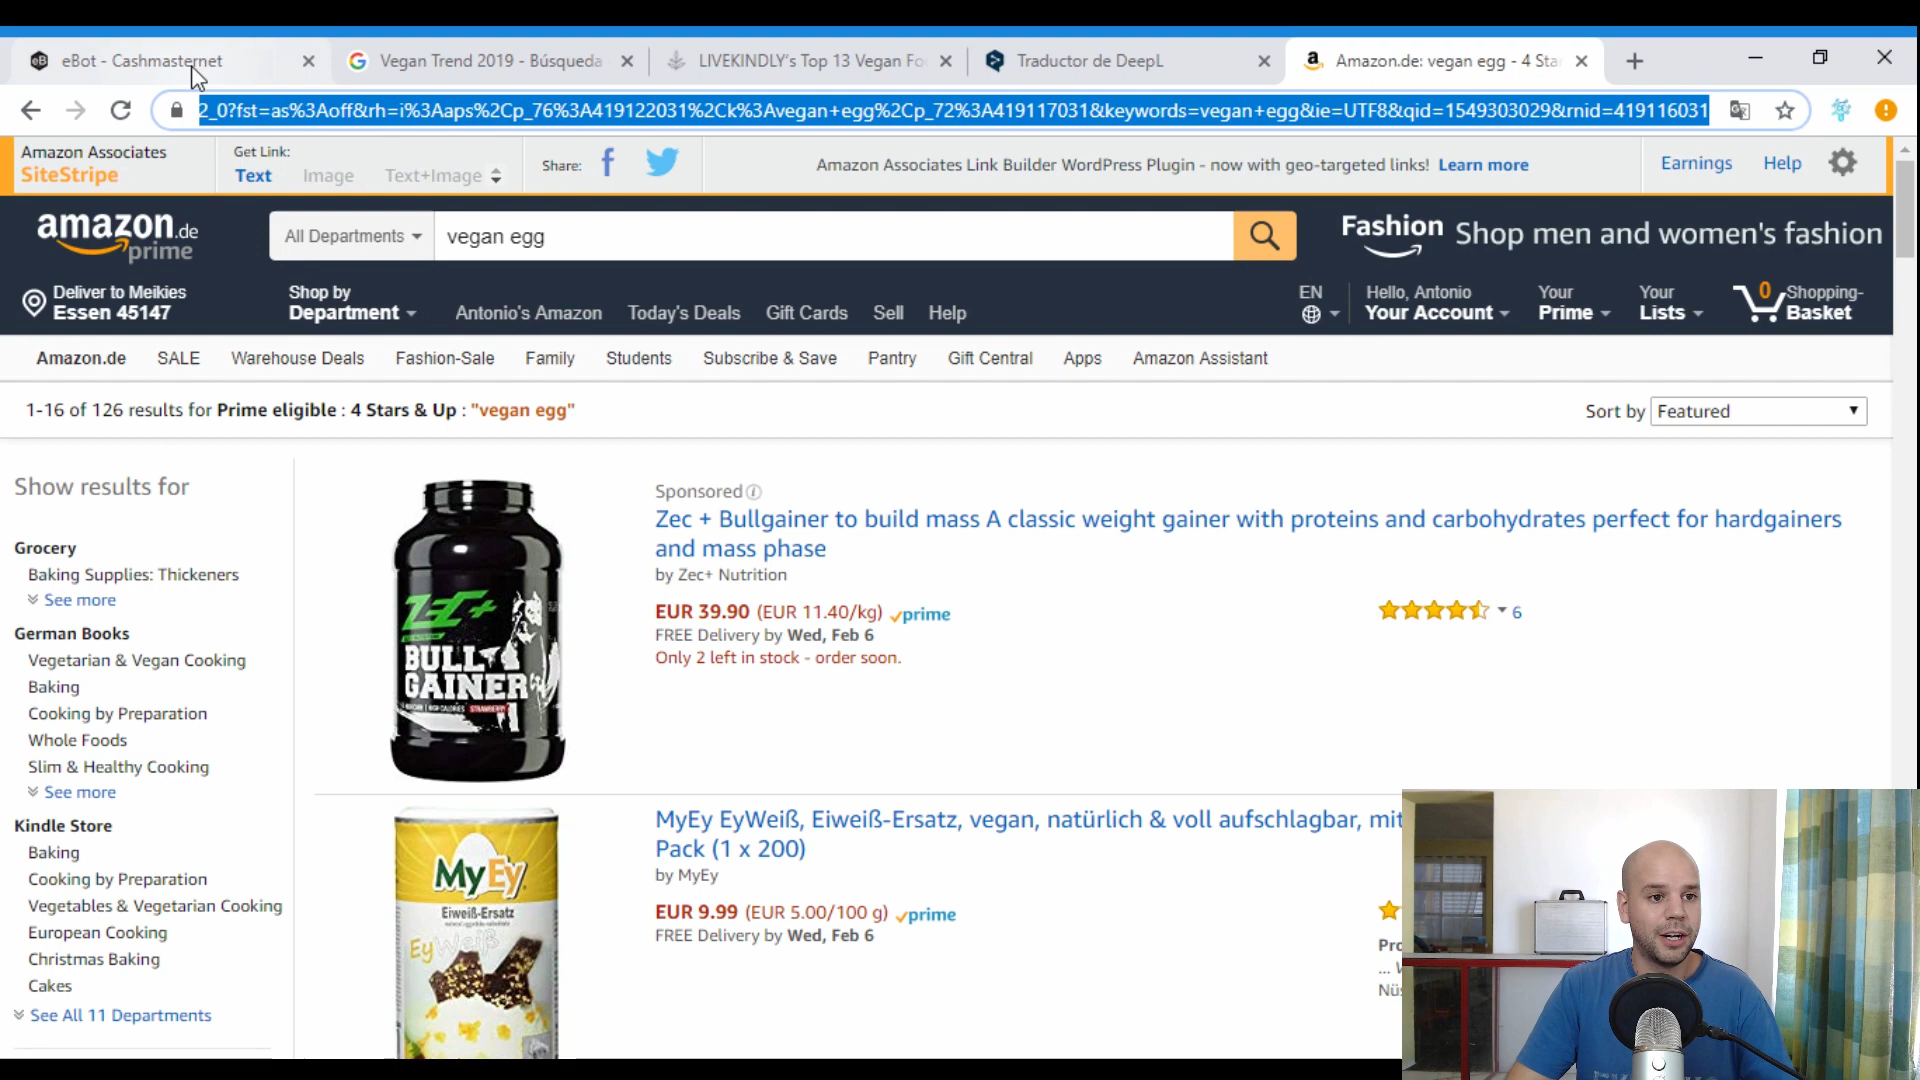 eBot - Cashmasternet
Vegan Trend 2019 - Búsqueda
LIVEKINDLY's Top 13 Vegan Fo
Traductor de DeepL
Amazon.de: vegan egg - 4 Sta
2_0?fst=as%3Aoff&rh=i%3Aaps%2Cp_76%3A419122031%2Ck%3Avegan+egg%2Cp_72%3A419117031&keywords=vegan+egg&ie=UTF8&qid=1549303029&rnid=419116031
Amazon Associates
SiteStripe
Get Link:
Text Image Text+Image
Share:
Amazon Associates Link Builder WordPress Plugin - now with geo-targeted links! Learn more
Earnings Help
amazon.de
prime
All Departments
vegan egg
Fashion Shop men and women's fashion
Deliver to Meikies
Essen 45147
Shop by
Department
Antonio's Amazon Today's Deals Gift Cards Sell Help
EN
Hello, Antonio
Your Account
Your
Prime
Your
Lists
0
Shopping-
Basket
Amazon.de SALE Warehouse Deals Fashion-Sale Family Students Subscribe & Save Pantry Gift Central Apps Amazon Assistant
1-16 of 126 results for Prime eligible : 4 Stars & Up : "vegan egg"
Sort by Featured
Show results for
Grocery
Baking Supplies: Thickeners
See more
German Books
Vegetarian & Vegan Cooking
Baking
Cooking by Preparation
Whole Foods
Slim & Healthy Cooking
See more
Kindle Store
Baking
Cooking by Preparation
Vegetables & Vegetarian Cooking
European Cooking
Christmas Baking
Cakes
See All 11 Departments
ZEC+
BULL
GAINER
STRAWBERRY
Sponsored
Zec + Bullgainer to build mass A classic weight gainer with proteins and carbohydrates perfect for hardgainers
and mass phase
by Zec+ Nutrition
EUR 39.90 (EUR 11.40/kg) prime
FREE Delivery by Wed, Feb 6
Only 2 left in stock - order soon.
6
MyEy
Eiweiß-Ersatz
EyWeiß
MyEy EyWeiß, Eiweiß-Ersatz, vegan, natürlich & voll aufschlagbar, mit
Pack (1 x 200)
by MyEy
EUR 9.99 (EUR 5.00/100 g) prime
FREE Delivery by Wed, Feb 6
Pro
...
Nüs